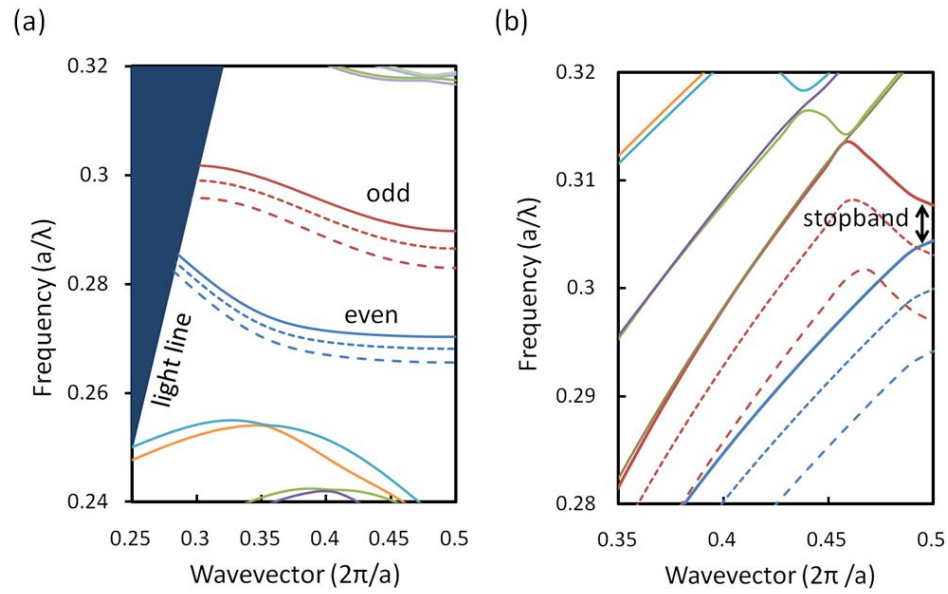 (a)
(b)
0.32
0.3
0.28
0.26
0.24
0.25
0.3
0.35
0.4
0.45
0.5
Frequency (a/λ)
Wavevector (2π/a)
odd
even
light line
0.32
0.31
0.3
0.29
0.28
0.35
0.4
0.45
0.5
Frequency (a/λ)
Wavevector (2π /a)
stopband